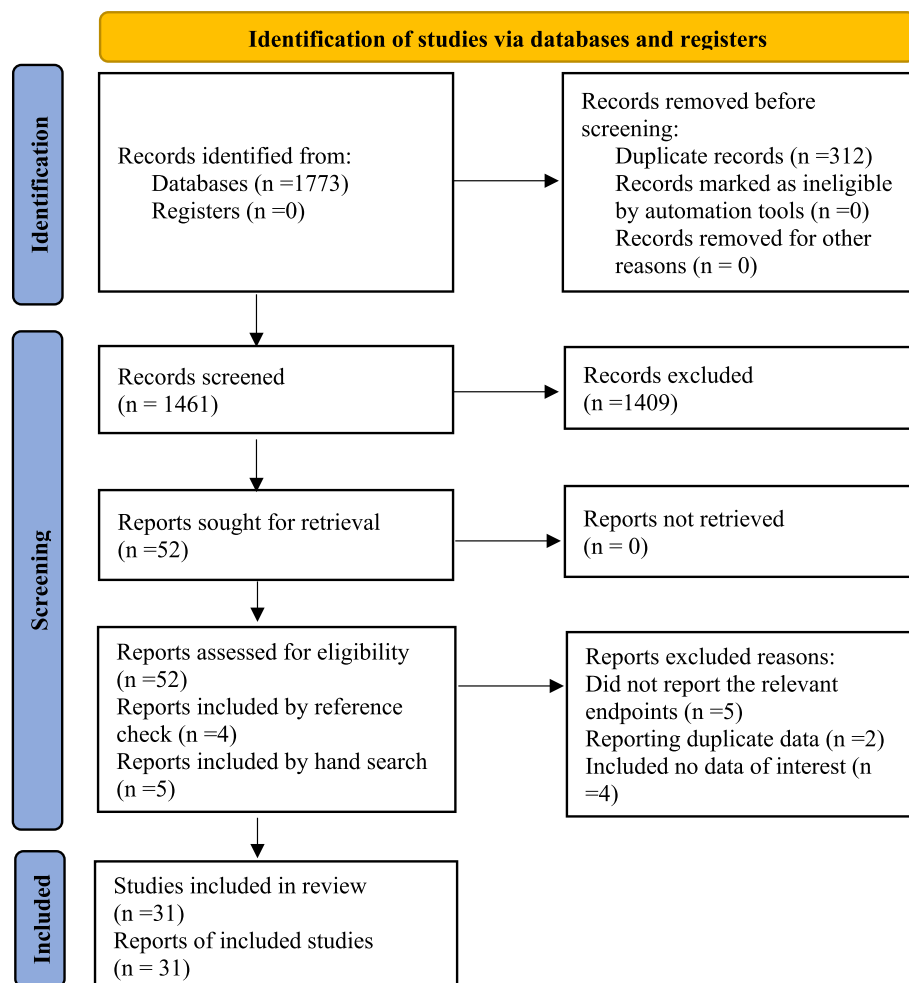 Identification of studies via databases and registers
Identification
Records identified from:
Databases (n =1773)
Registers (n =0)
Records removed before
screening:
Duplicate records (n =312)
Records marked as ineligible
by automation tools (n =0)
Records removed for other
reasons (n = 0)
Screening
Records screened
(n = 1461)
Records excluded
(n =1409)
Reports sought for retrieval
(n =52)
Reports not retrieved
(n = 0)
Reports assessed for eligibility
(n =52)
Reports included by reference
check (n =4)
Reports included by hand search
(n =5)
Reports excluded reasons:
Did not report the relevant
endpoints (n =5)
Reporting duplicate data (n =2)
Included no data of interest (n
=4)
Included
Studies included in review
(n =31)
Reports of included studies
(n = 31)